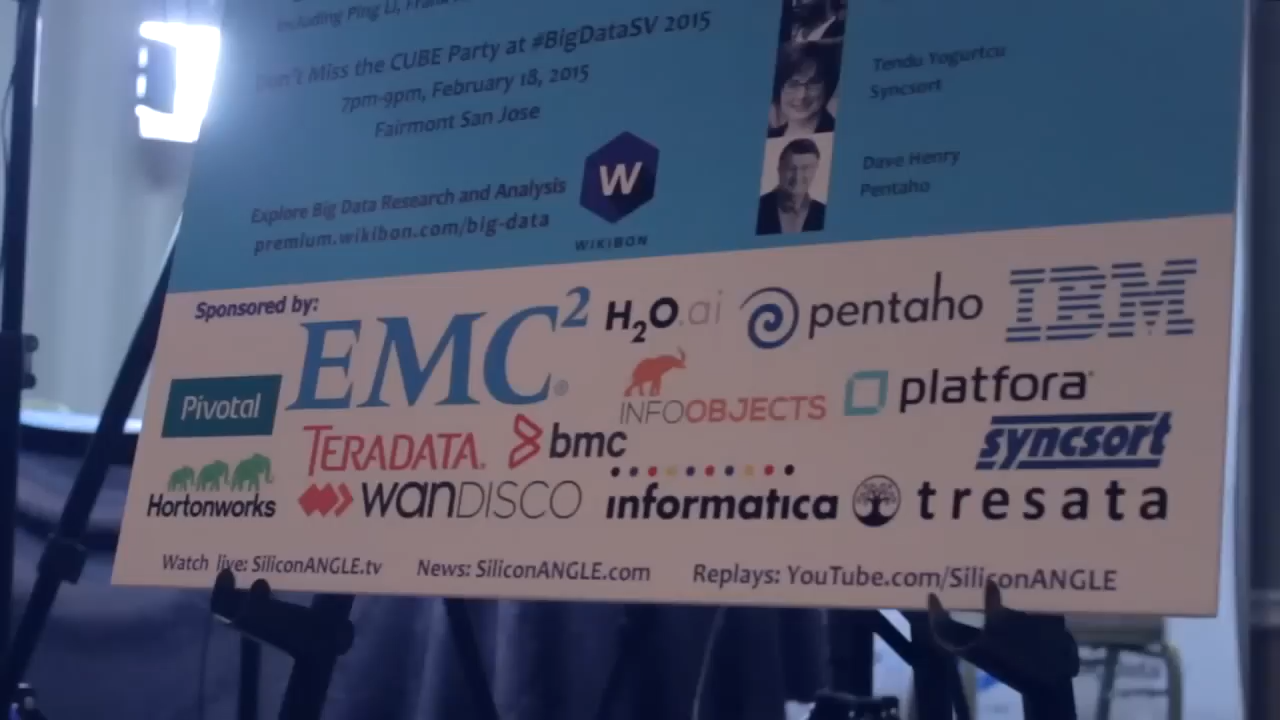 Including Ping Li,
Don't Miss the CUBE Party at #BigDataSV 2015
7pm-9pm, February 18, 2015
Fairmont San Jose
Explore Big Data Research and Analysis
premium.wikibon.com/big-data
W
WIKIBON
Tendu Yogurtcu
Syncsort
Dave Henry
Pentaho
Sponsored by:
EMC²
H2O.ai
pentaho
IBM
Pivotal
INFOOBJECTS
platfora
TERADATA.
bmc
syncsort
Hortonworks
WANDISCO
informatica
tresata
Watch live: SiliconANGLE.tv
News: SiliconANGLE.com
Replays: YouTube.com/SiliconANGLE